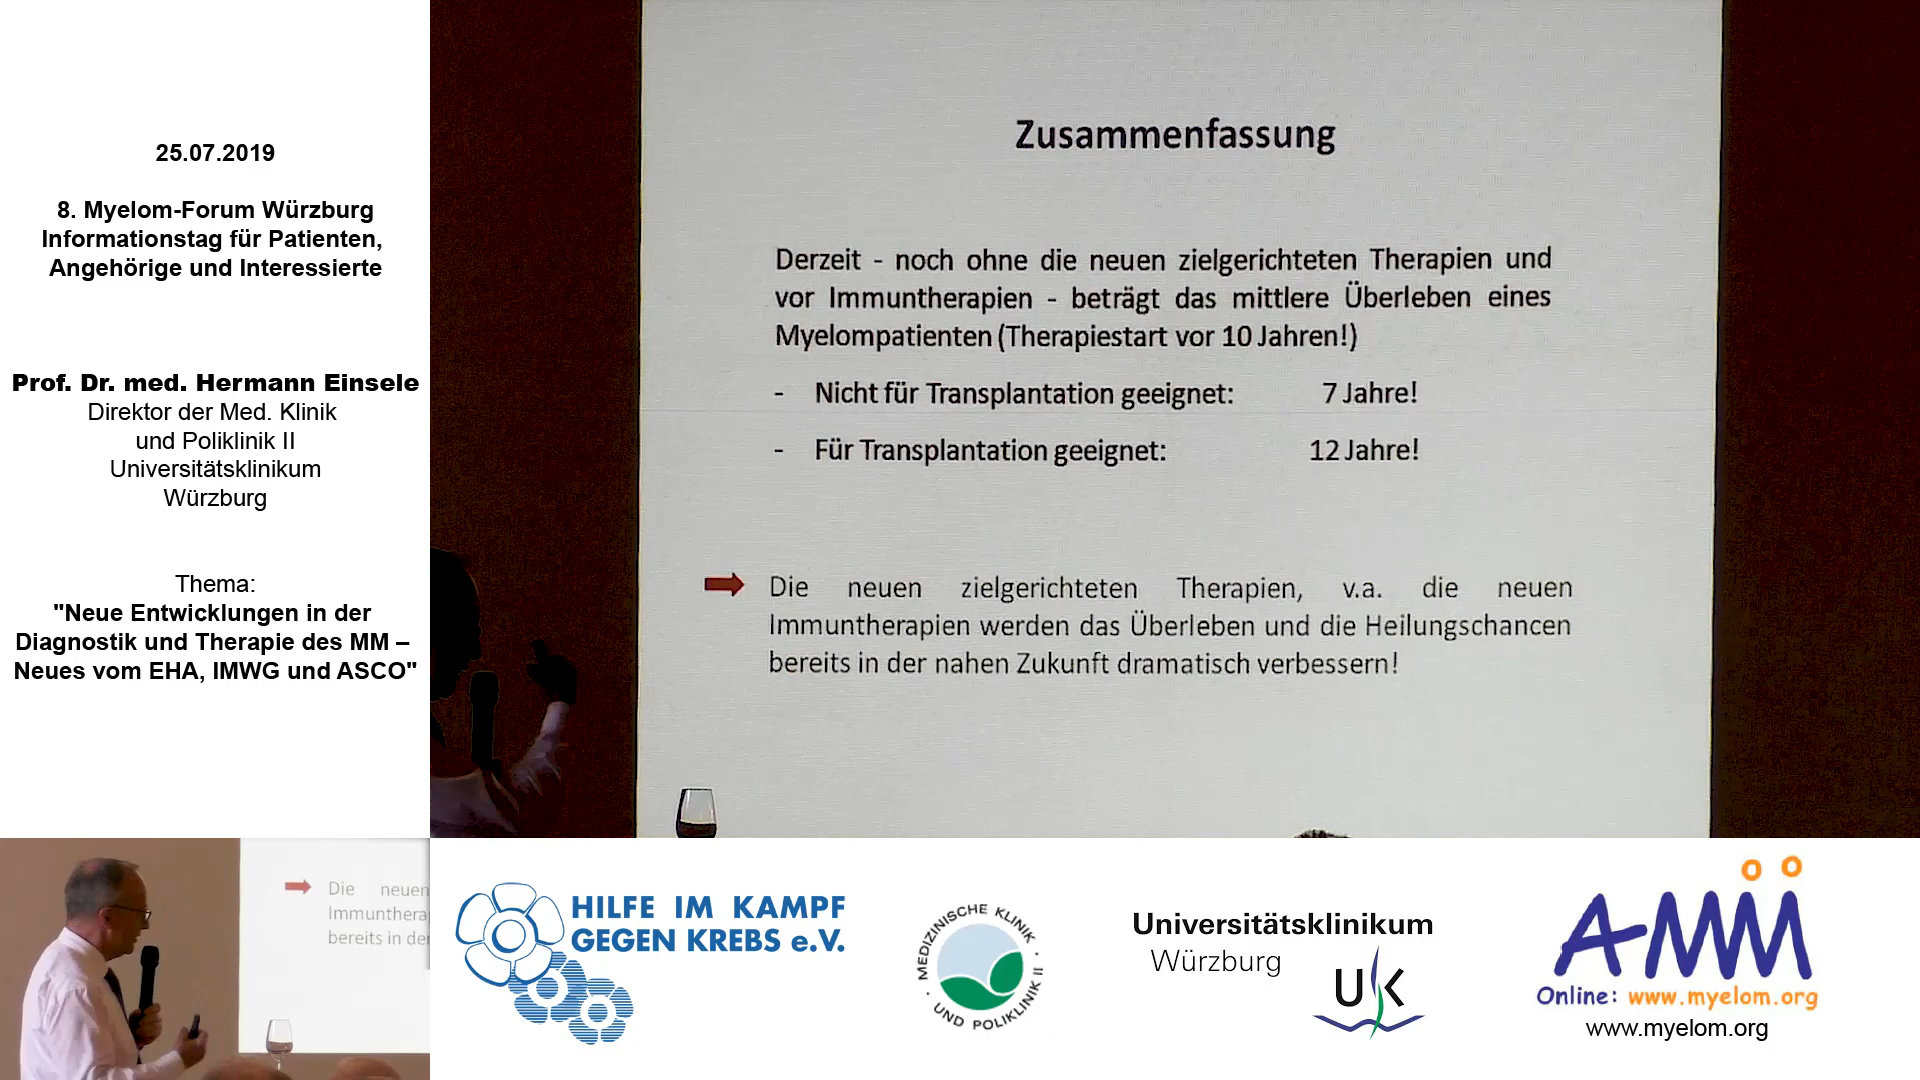 25.07.2019
8. Myelom-Forum Würzburg
Informationstag für Patienten,
Angehörige und Interessierte
Prof. Dr. med. Hermann Einsele
Direktor der Med. Klinik
und Poliklinik II
Universitätsklinikum
Würzburg
Thema:
"Neue Entwicklungen in der
Diagnostik und Therapie des MM –
Neues vom EHA, IMWG und ASCO"
Zusammenfassung
Derzeit - noch ohne die neuen zielgerichteten Therapien und
vor Immuntherapien - beträgt das mittlere Überleben eines
Myelompatienten (Therapiestart vor 10 Jahren!)
- Nicht für Transplantation geeignet: 7 Jahre!
- Für Transplantation geeignet: 12 Jahre!
Die neuen zielgerichteten Therapien, v.a. die neuen
Immuntherapien werden das Überleben und die Heilungschancen
bereits in der nahen Zukunft dramatisch verbessern!
Die neuen
Immunthera
bereits in der
HILFE IM KAMPF
GEGEN KREBS e.V.
· MEDIZINISCHE KLINIK ·
UND POLIKLINIK II
Universitätsklinikum
Würzburg
UK
AMM
Online: www.myelom.org
www.myelom.org